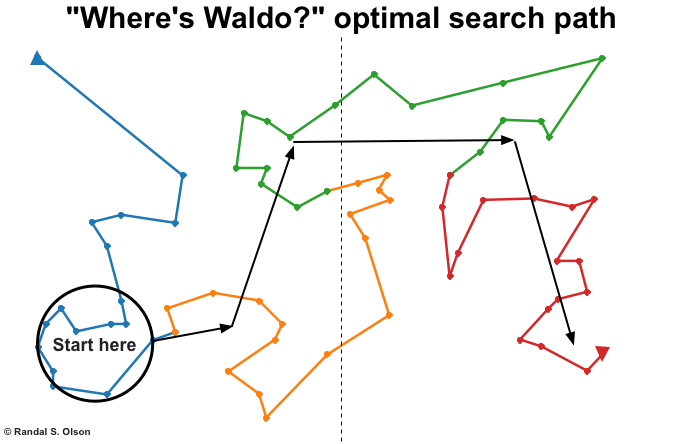 "Where's Waldo?" optimal search path
Start here
© Randal S. Olson